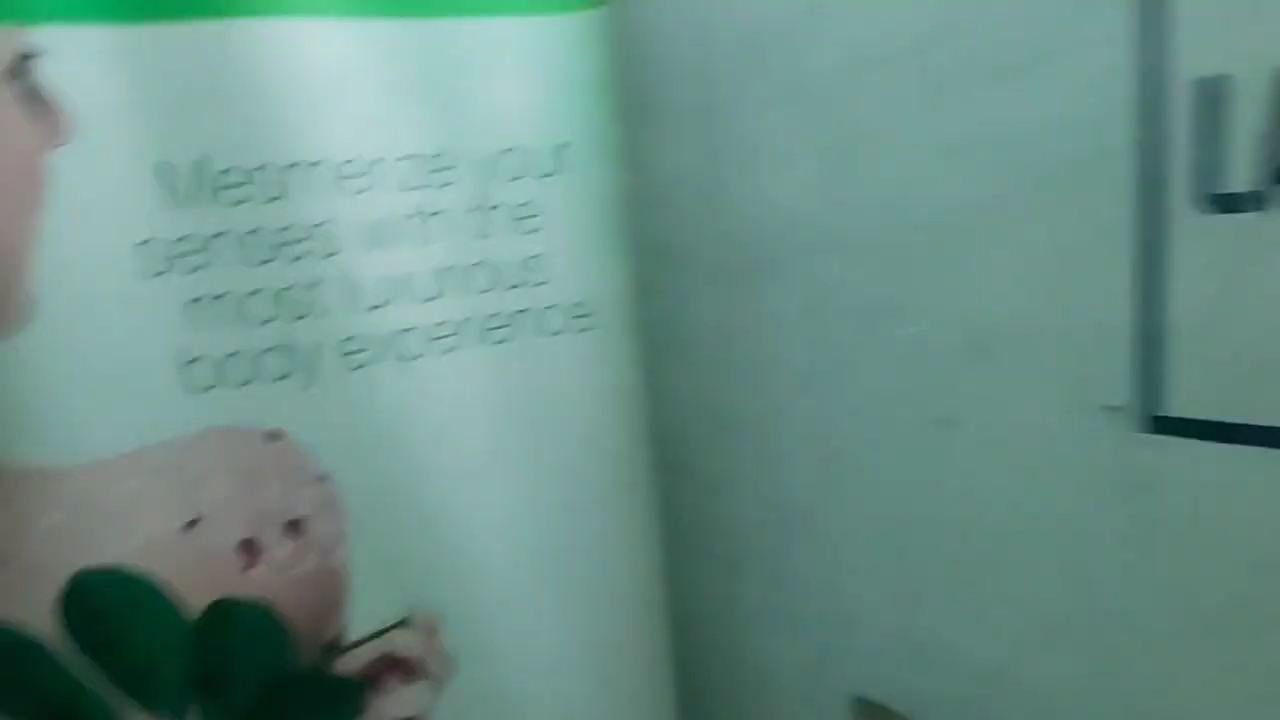 Mesmerize your
senses with the
most luxurious
body experience